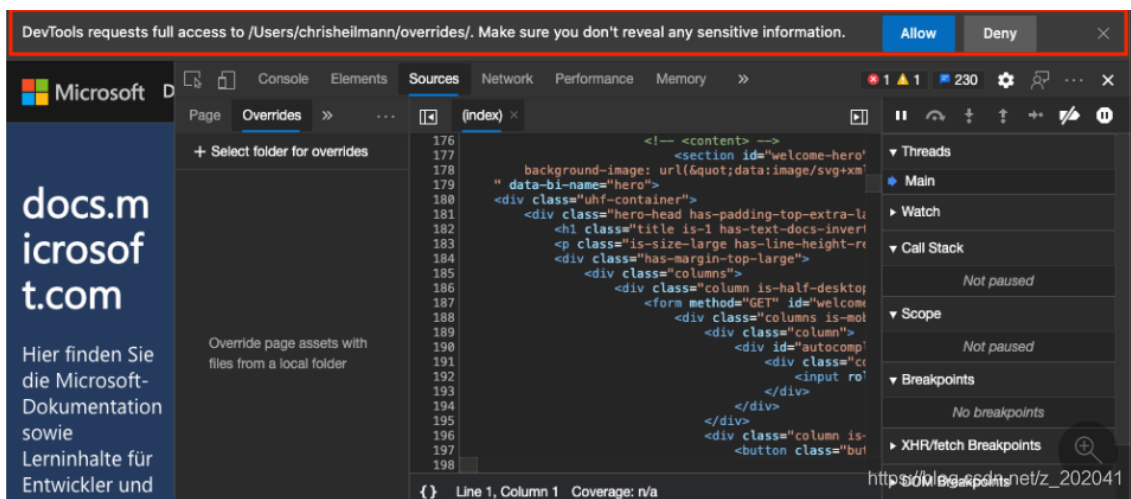 DevTools requests full access to /Users/chrisheilmann/overrides/. Make sure you don't reveal any sensitive information. Allow Deny
Microsoft D
Console Elements Sources Network Performance Memory » 1 1 230
Page Overrides » ...
(index)
+ Select folder for overrides
Override page assets with
files from a local folder
docs.m
icrosof
t.com
Hier finden Sie
die Microsoft-
Dokumentation
sowie
Lerninhalte für
Entwickler und
176 <!-- <content> -->
177 <section id="welcome-hero"
178 background-image: url(&quot;data:image/svg+xml
179 " data-bi-name="hero">
180 <div class="uhf-container">
181 <div class="hero-head has-padding-top-extra-la
182 <h1 class="title is-1 has-text-docs-invert
183 <p class="is-size-large has-line-height-re
184 <div class="has-margin-top-large">
185 <div class="columns">
186 <div class="column is-half-desktop
187 <form method="GET" id="welcome
188 <div class="columns is-mob
189 <div class="column">
190 <div id="autocompl
191 <div class="co
192 <input rol
193 </div>
194 </div>
195 </div>
196 <div class="column is-
197 <button class="but
198
{} Line 1, Column 1 Coverage: n/a
Threads
Main
Watch
Call Stack
Not paused
Scope
Not paused
Breakpoints
No breakpoints
XHR/fetch Breakpoints
DOM Breakpoints
https://blog.csdn.net/z_202041